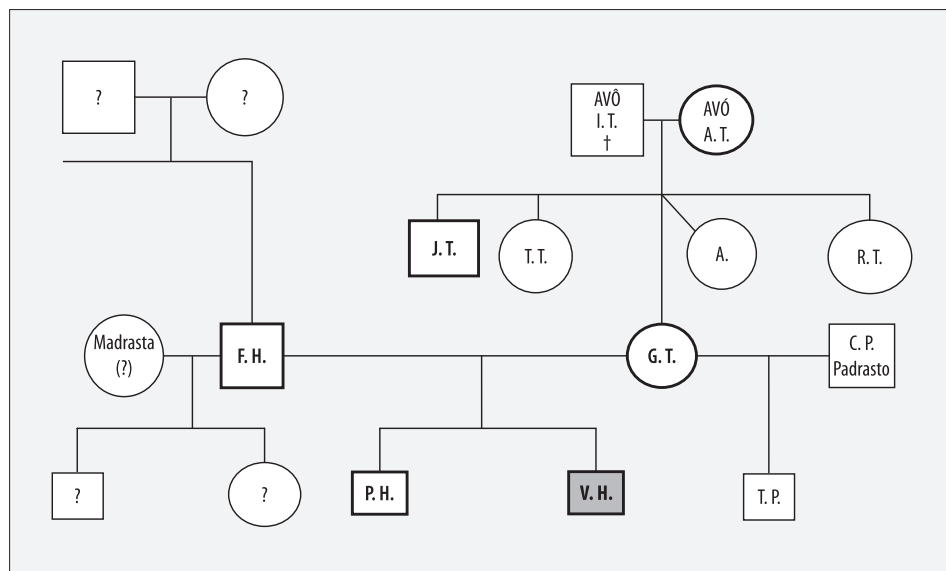 ?
?
AVÔ
I. T.
†
AVÓ
A. T.
J. T.
T. T.
A.
R. T.
Madrasta
(?)
F. H.
G. T.
C. P.
Padrasto
?
?
P. H.
V. H.
T. P.